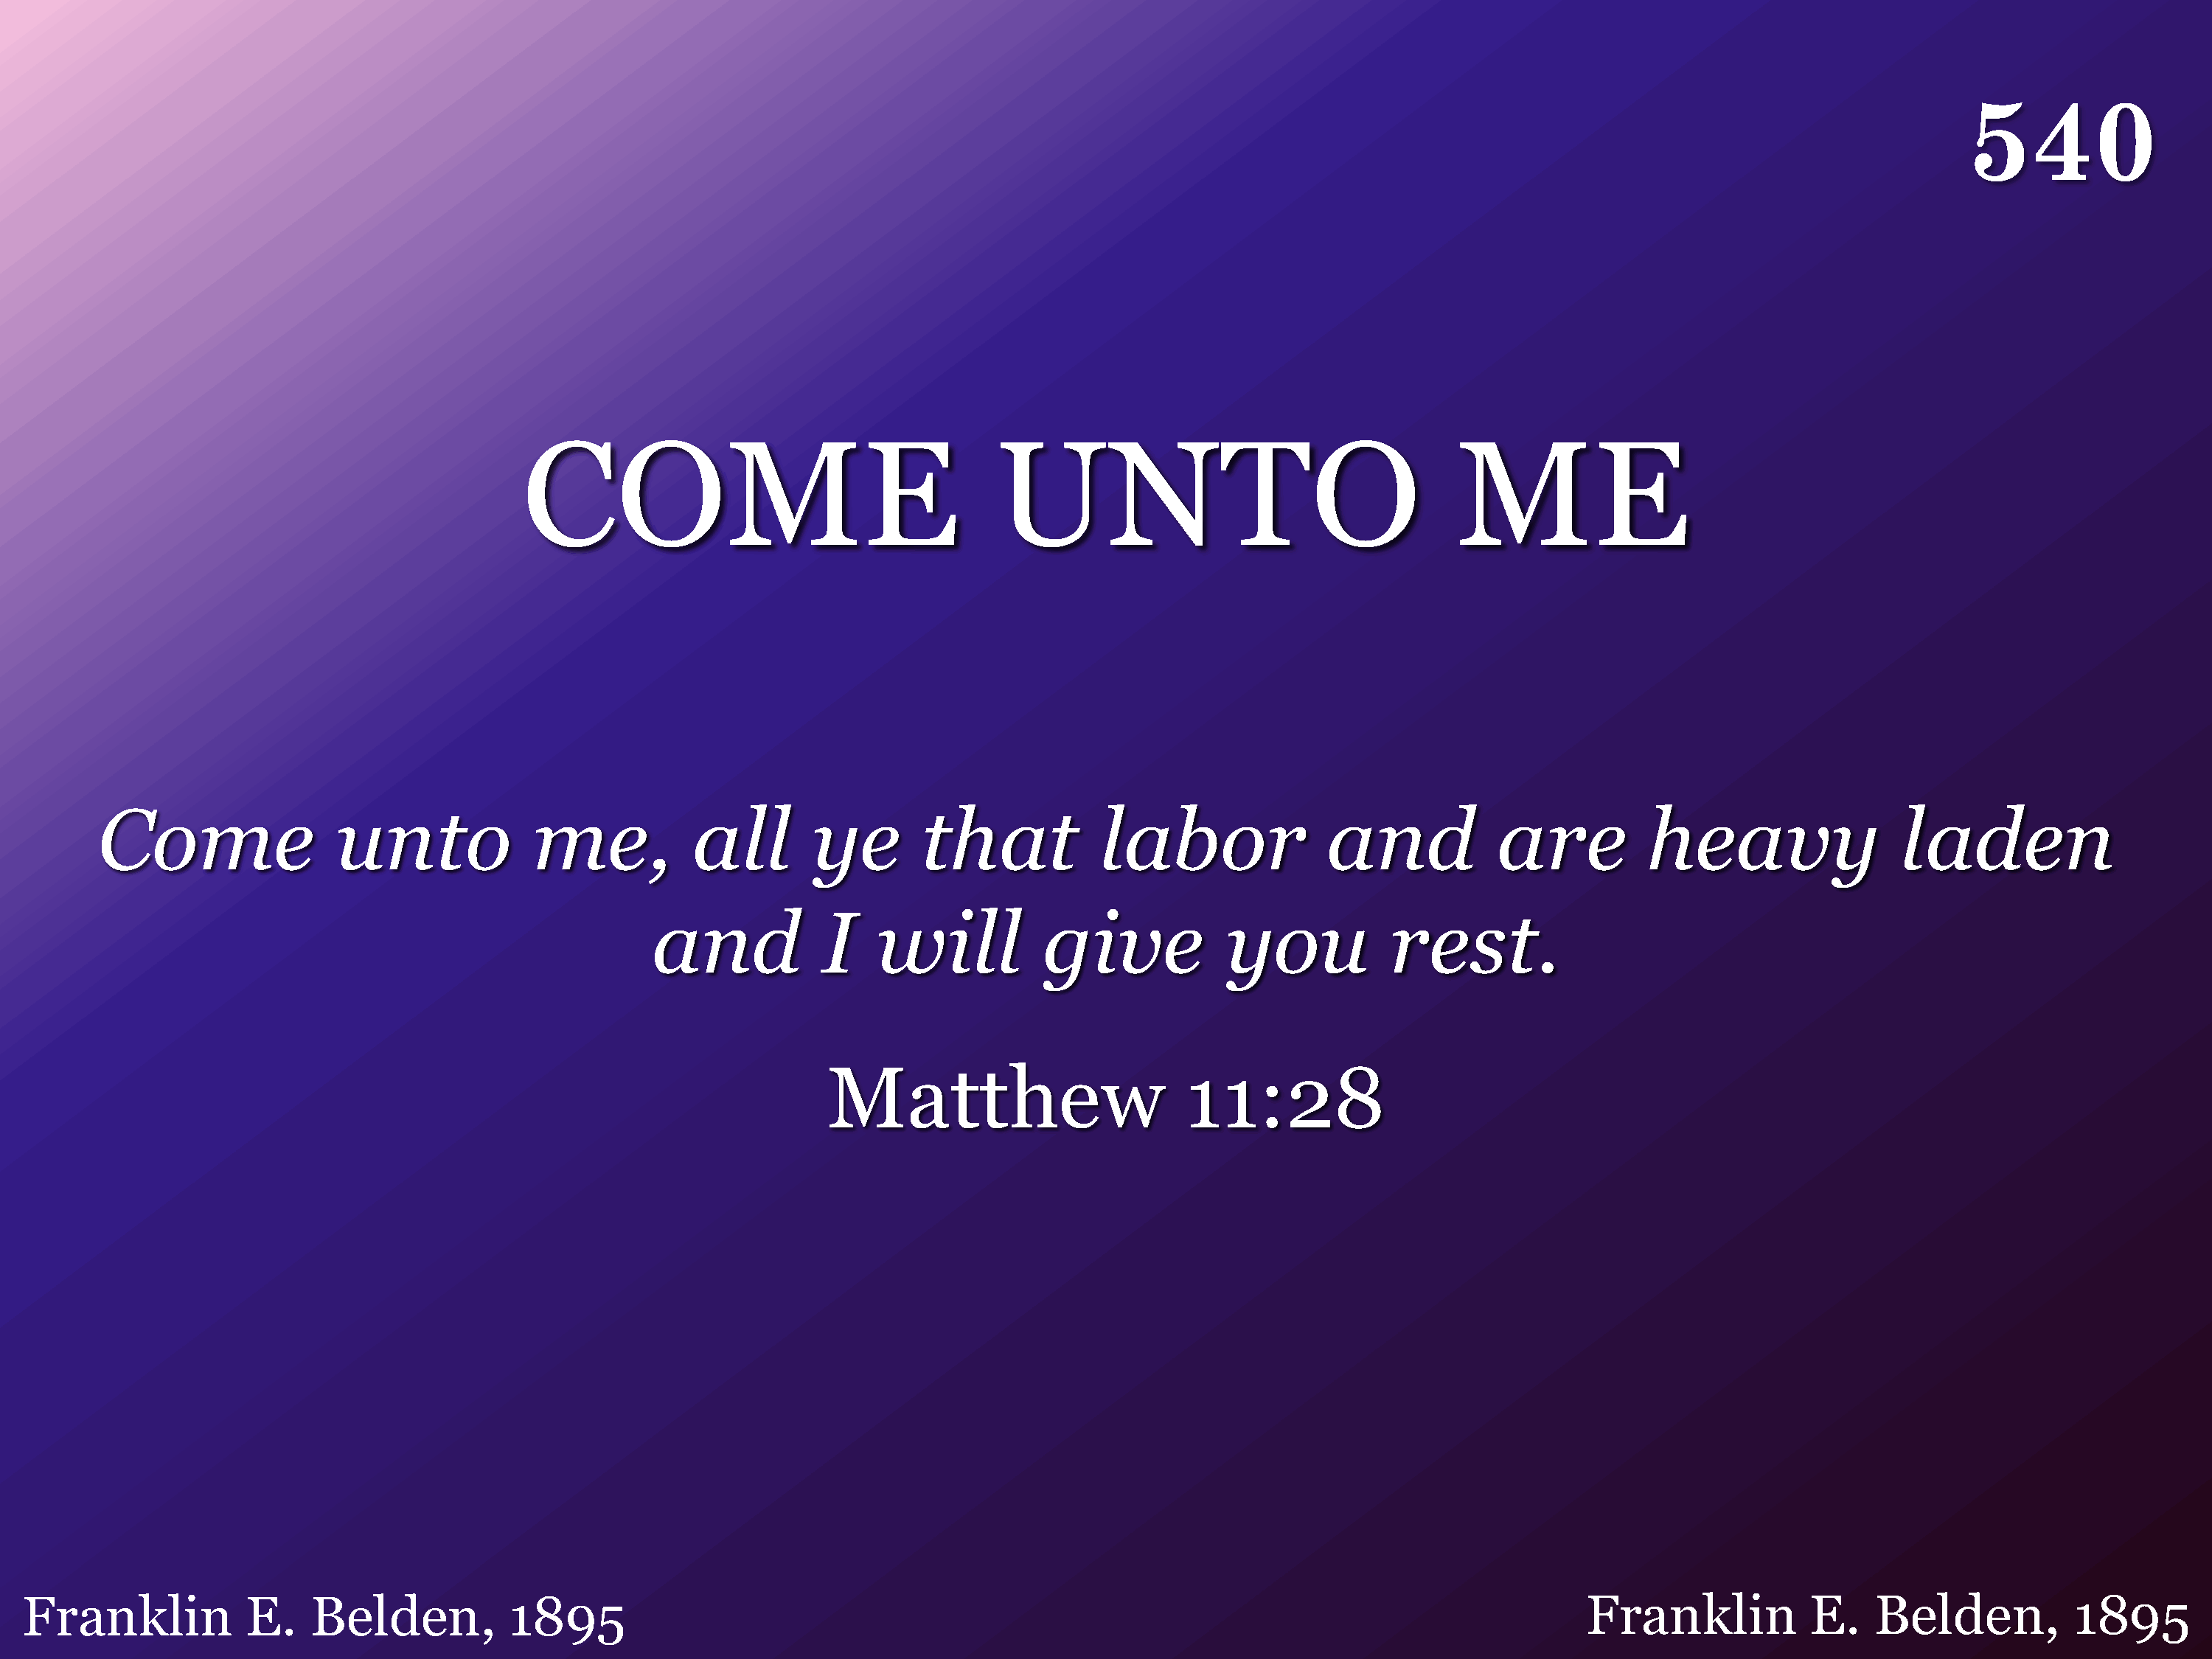 540
COME UNTO ME
Come unto me, all ye that labor and are heavy laden
and I will give you rest.
Matthew 11:28
Franklin E. Belden, 1895
Franklin E. Belden, 1895